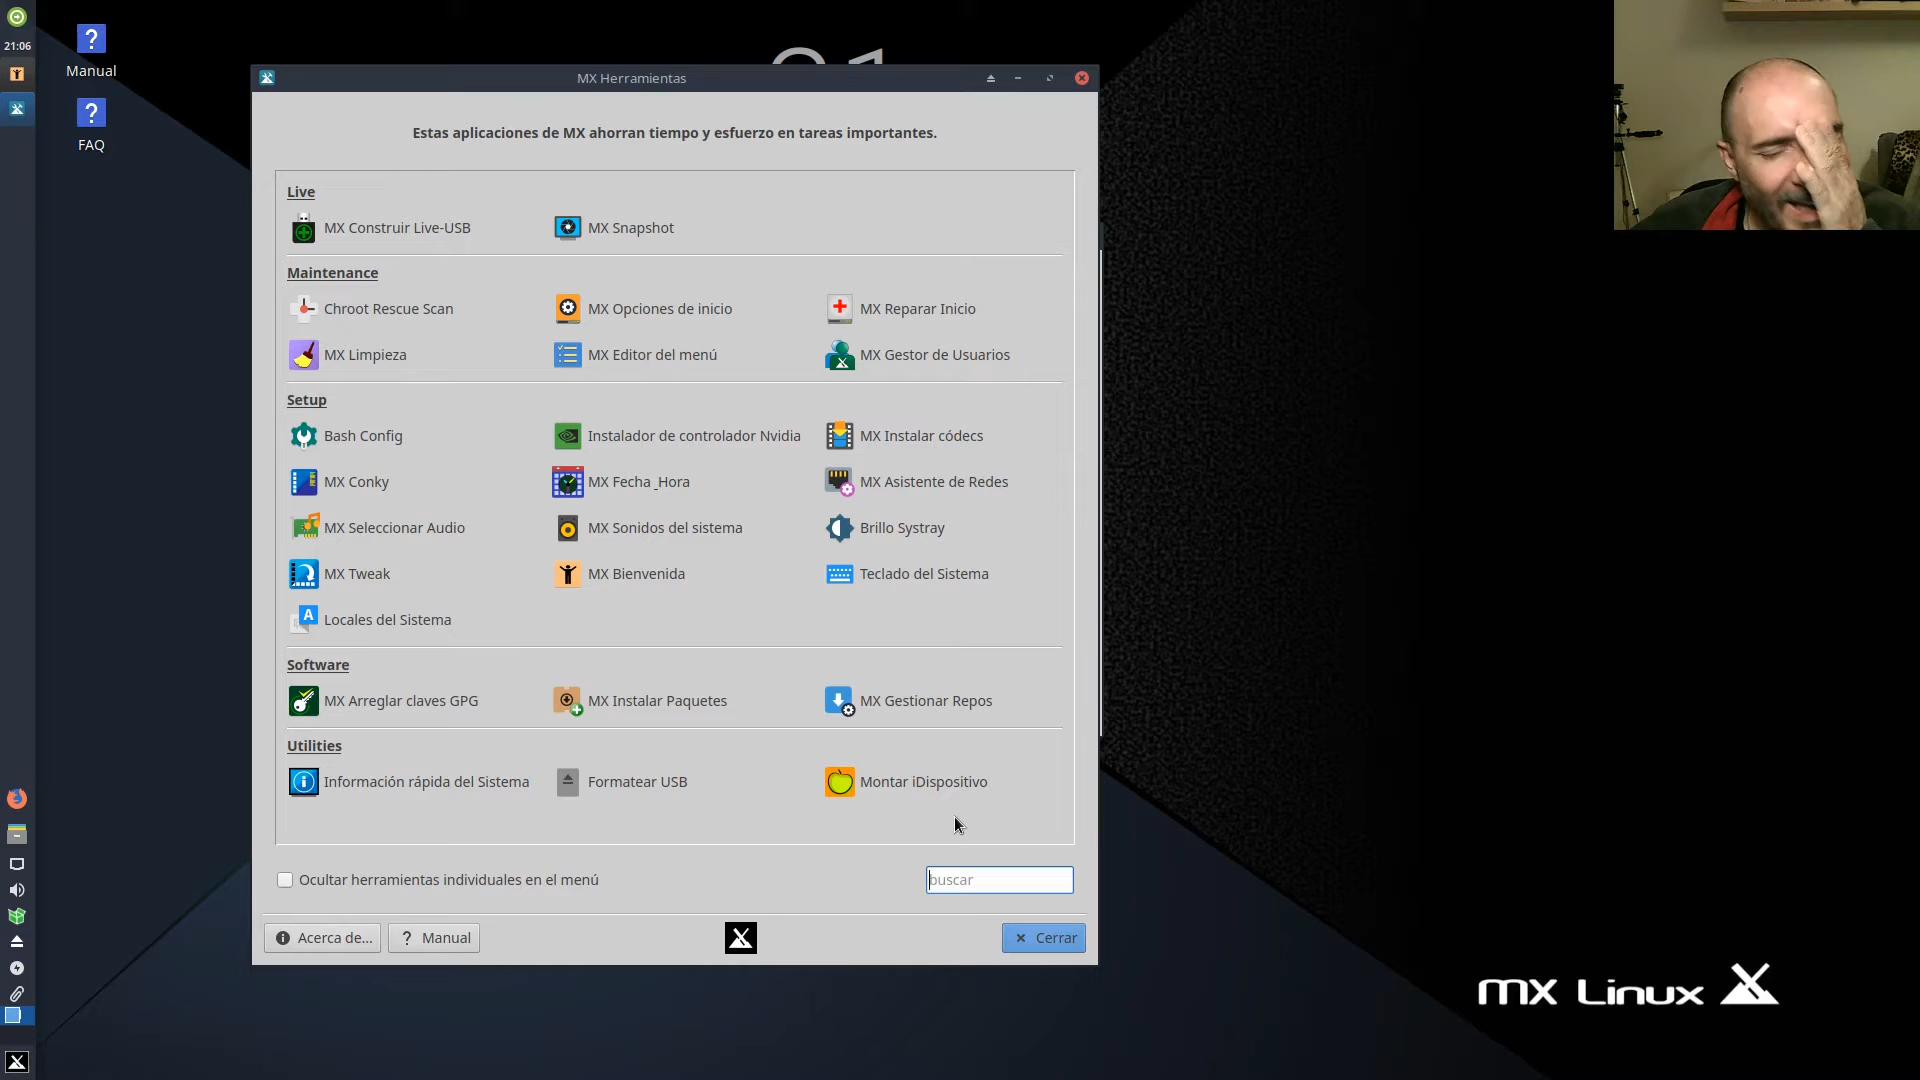 21:06
Manual
FAQ
21
MX Herramientas
Estas aplicaciones de MX ahorran tiempo y esfuerzo en tareas importantes.
Live
MX Construir Live-USB
MX Snapshot
Maintenance
Chroot Rescue Scan
MX Opciones de inicio
MX Reparar Inicio
MX Limpieza
MX Editor del menú
MX Gestor de Usuarios
Setup
Bash Config
Instalador de controlador Nvidia
MX Instalar códecs
MX Conky
MX Fecha _Hora
MX Asistente de Redes
MX Seleccionar Audio
MX Sonidos del sistema
Brillo Systray
MX Tweak
MX Bienvenida
Teclado del Sistema
Locales del Sistema
Software
MX Arreglar claves GPG
MX Instalar Paquetes
MX Gestionar Repos
Utilities
Información rápida del Sistema
Formatear USB
Montar iDispositivo
Ocultar herramientas individuales en el menú
buscar
Acerca de...
? Manual
Cerrar
mx Linux